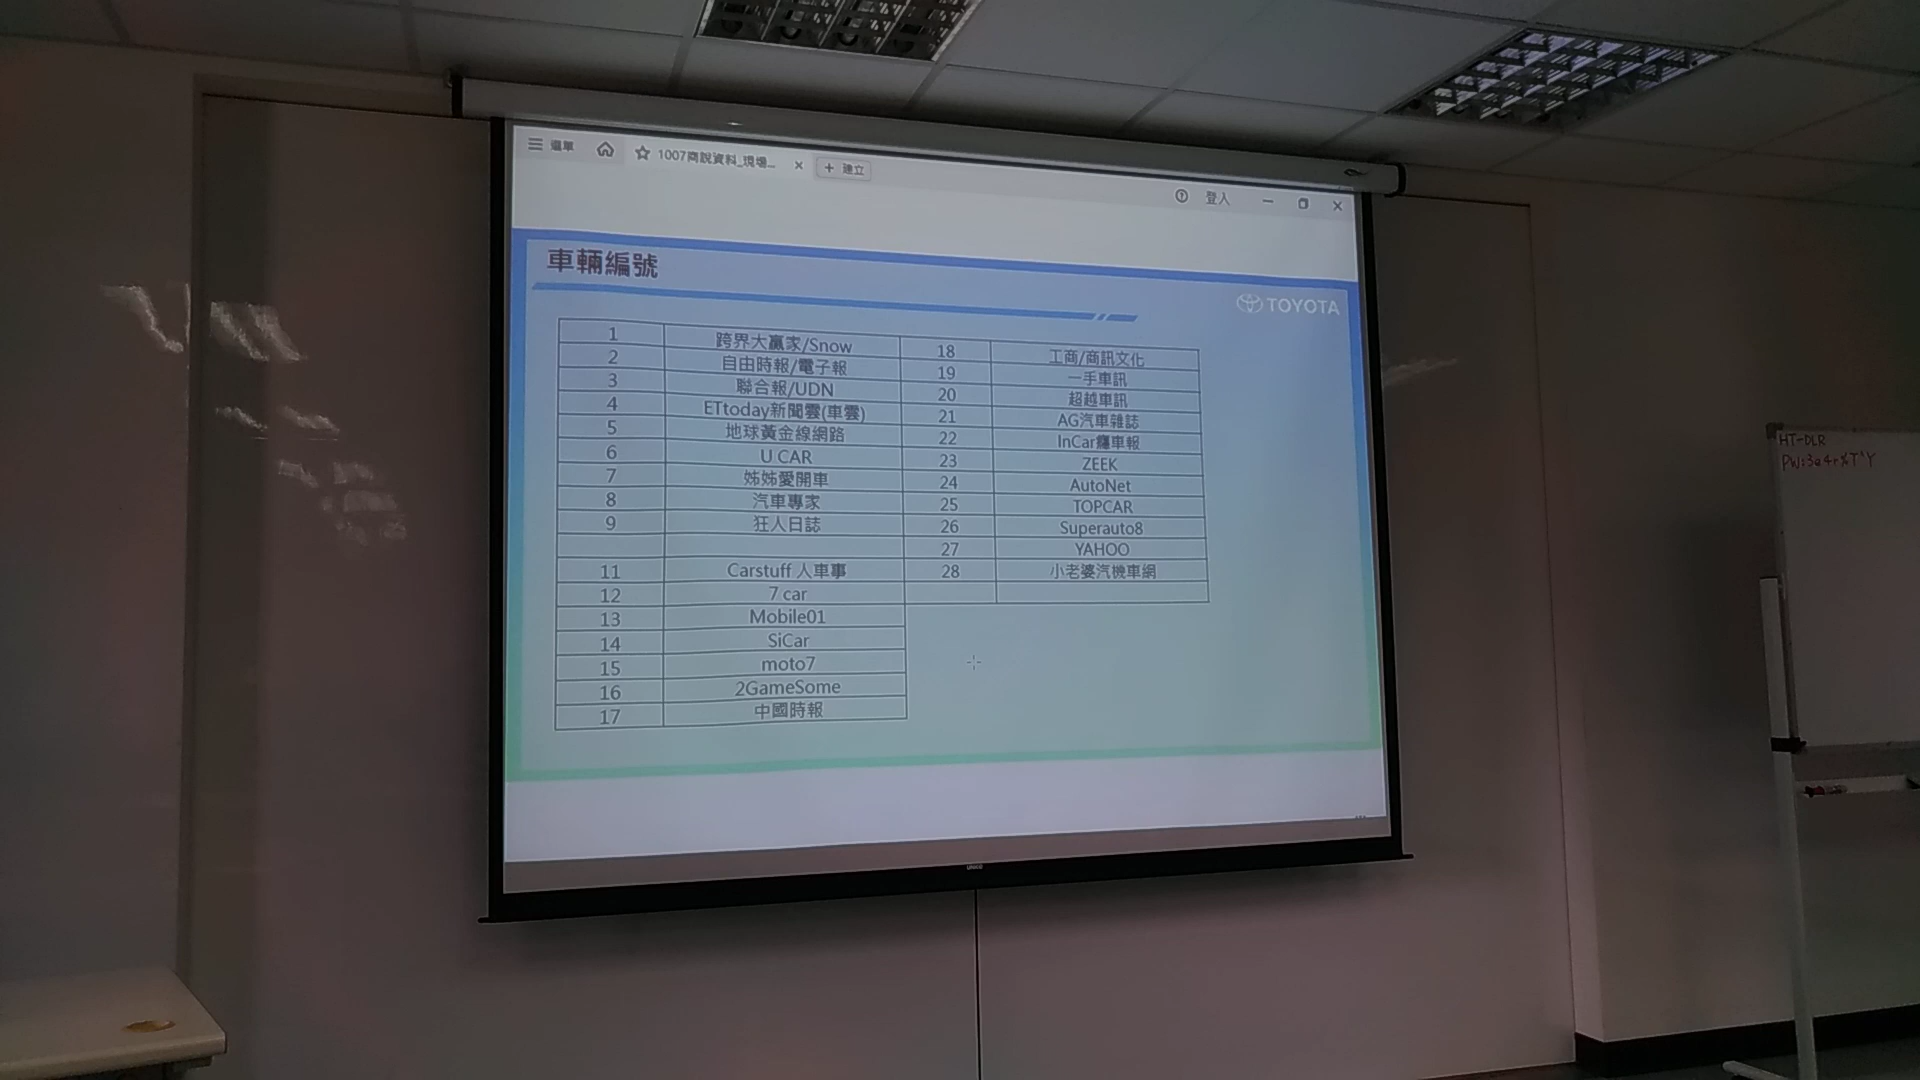 選單
1007商說資料_現場...
+ 建立
登入
車輛編號
TOYOTA
1 跨界大贏家/Snow
2 自由時報/電子報
3 聯合報/UDN
4 ETtoday新聞雲(車雲)
5 地球黃金線網路
6 U CAR
7 姊姊愛開車
8 汽車專家
9 狂人日誌
11 Carstuff 人車事
12 7 car
13 Mobile01
14 SiCar
15 moto7
16 2GameSome
17 中國時報
18 工商/商訊文化
19 一手車訊
20 超越車訊
21 AG汽車雜誌
22 InCar癮車報
23 ZEEK
24 AutoNet
25 TOPCAR
26 Superauto8
27 YAHOO
28 小老婆汽機車網
HT-DLR